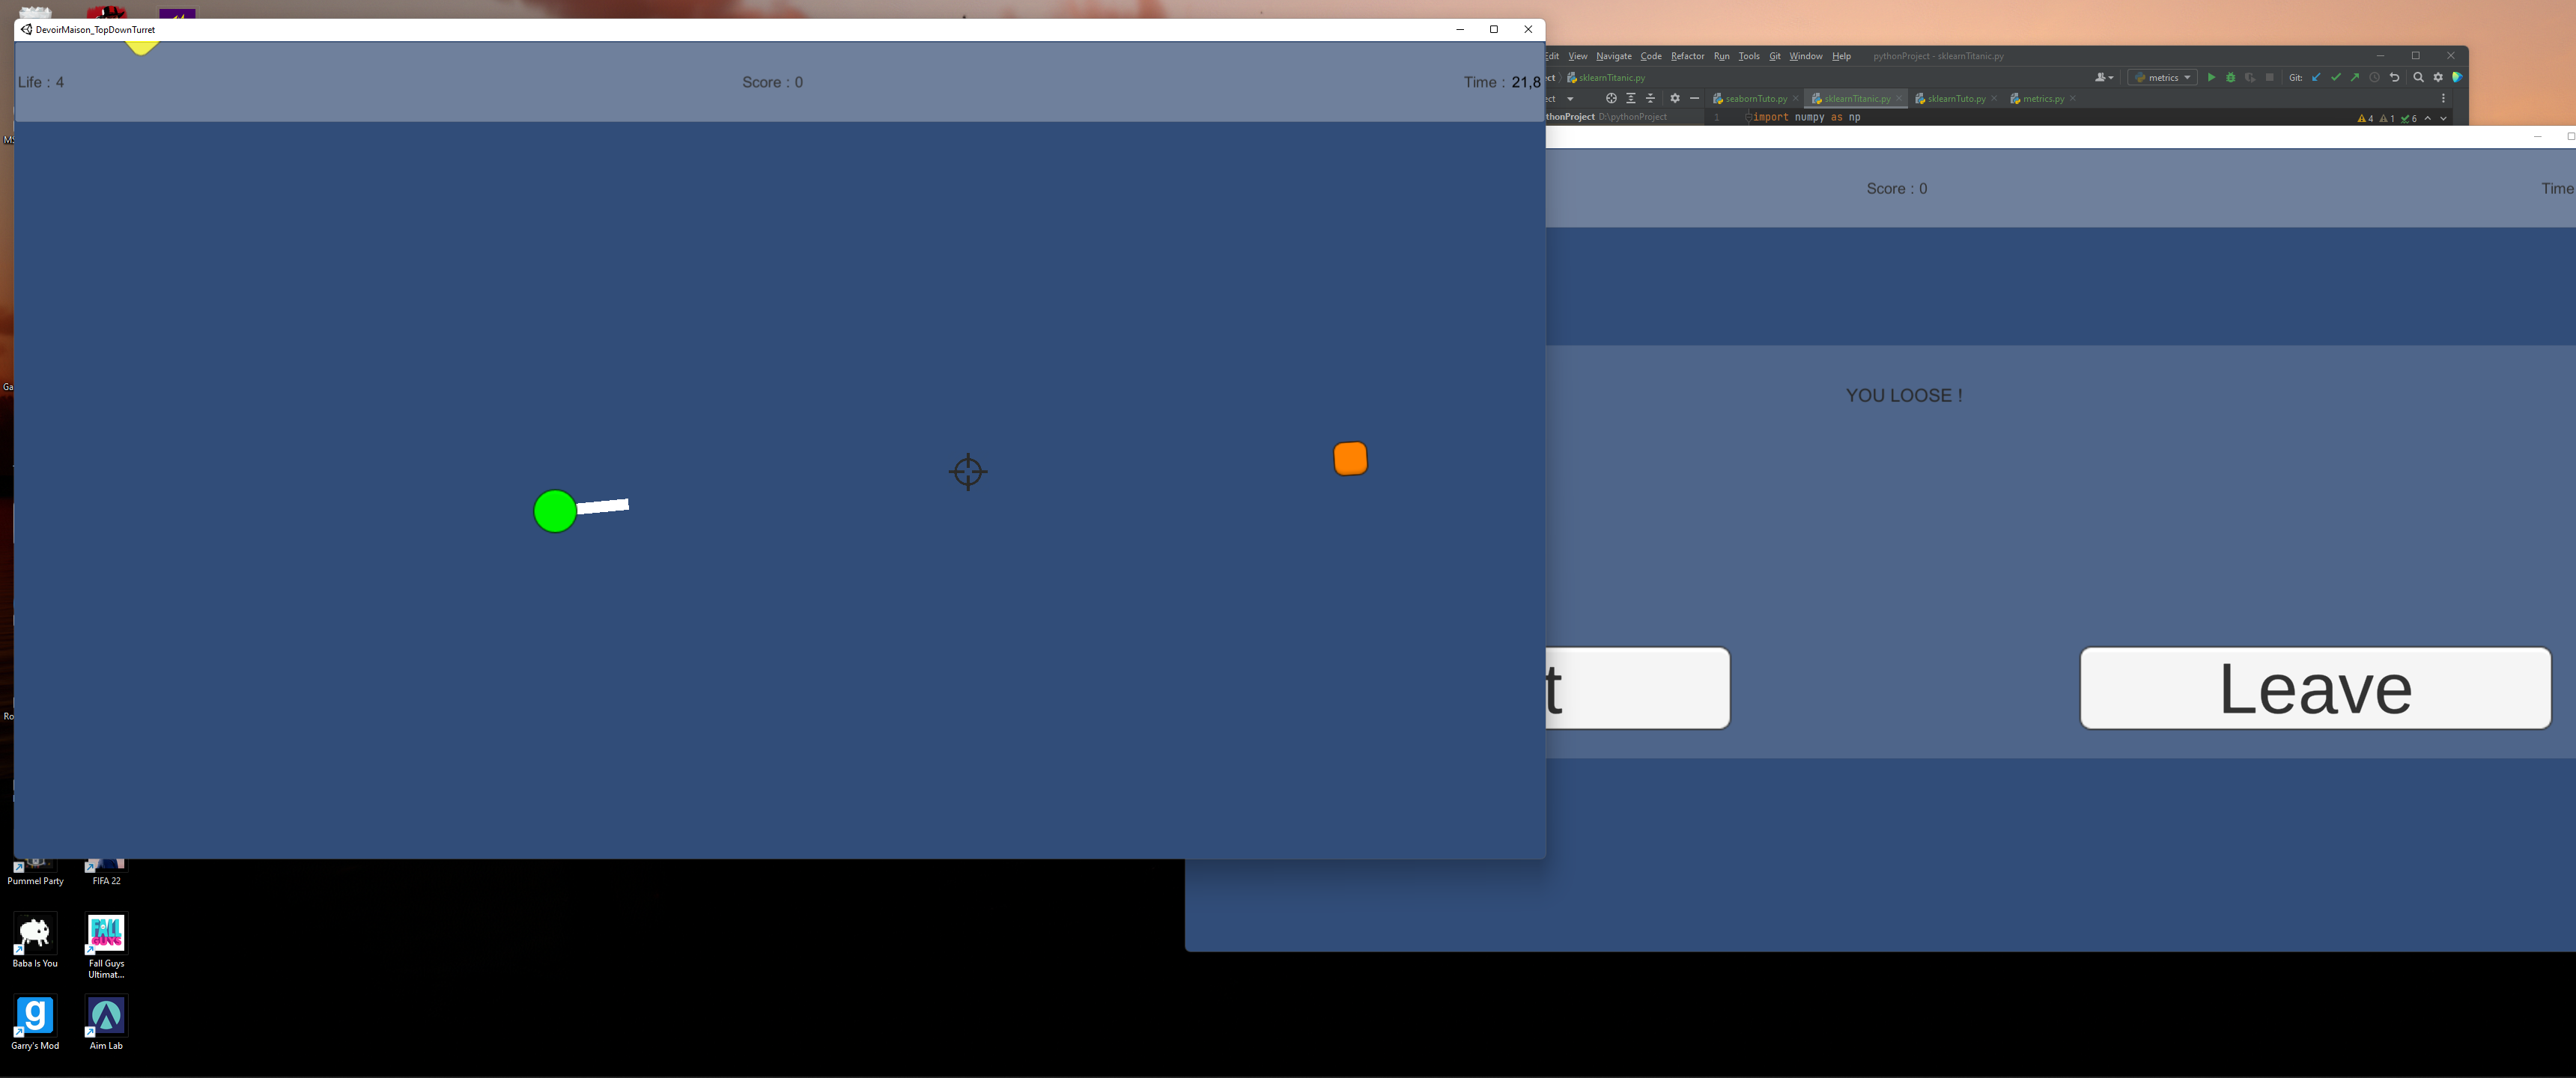 DevoirMaison_TopDownTurret
Life : 4
Score : 0
Time : 21,8
Edit View Navigate Code Refactor Run Tools Git Window Help
pythonProject - sklearnTitanic.py
sklearnTitanic.py
metrics
Git:
seabornTuto.py
sklearnTitanic.py
sklearnTuto.py
metrics.py
thonProject D:\pythonProject
1 import numpy as np
4 1 6
Score : 0
Time
YOU LOOSE !
t
Leave
Pummel Party
FIFA 22
Baba Is You
FALL GUYS
Fall Guys
Ultimat...
g
Garry's Mod
Aim Lab